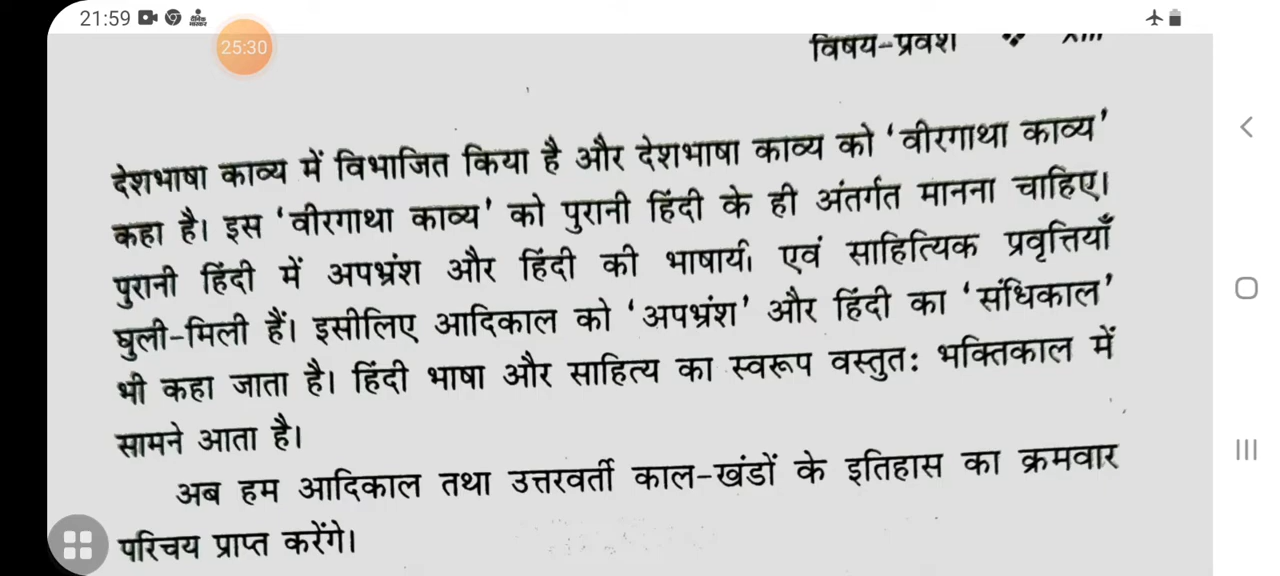 21:59
25:30
विषय-प्रवेश ❖ xiii
देशभाषा काव्य में विभाजित किया है और देशभाषा काव्य को ‘वीरगाथा काव्य’
कहा है। इस ‘वीरगाथा काव्य’ को पुरानी हिंदी के ही अंतर्गत मानना चाहिए।
पुरानी हिंदी में अपभ्रंश और हिंदी की एवं साहित्यिक प्रवृत्तियाँ
घुली-मिली हैं। इसीलिए आदिकाल को ‘अपभ्रंश’ और हिंदी का ‘संधिकाल’
भी कहा जाता है। हिंदी भाषा और साहित्य का स्वरूप वस्तुत: भक्तिकाल में
सामने आता है।
अब हम आदिकाल तथा उत्तरवर्ती काल-खंडों के इतिहास का क्रमवार
परिचय प्राप्त करेंगे।